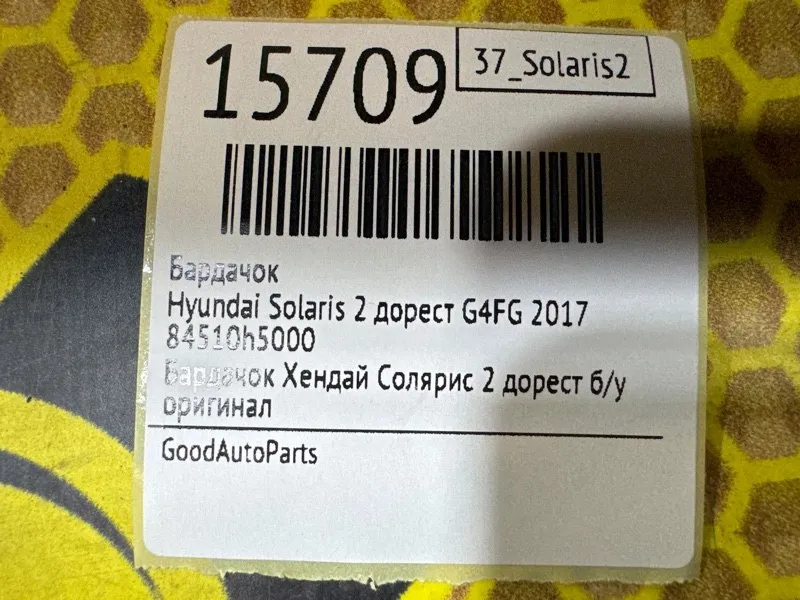 15709
37_Solaris2
Бардачок
Hyundai Solaris 2 дорест G4FG 2017
84510h5000
Бардачок Хендай Солярис 2 дорест б/у
оригинал
GoodAutoParts